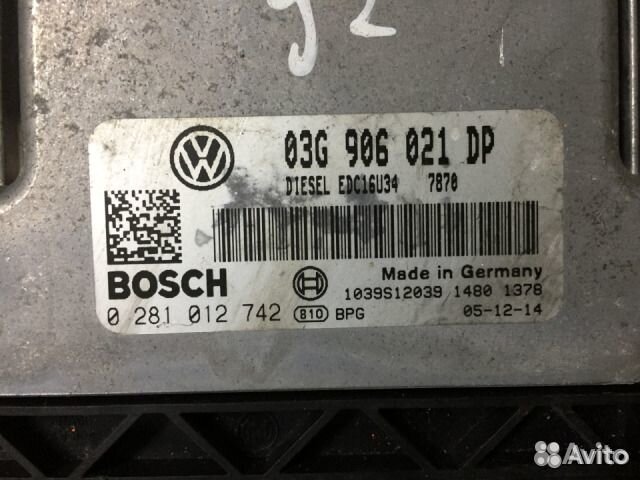 92
03G 906 021 DP
DIESEL EDC16U34 7870
BOSCH
Made in Germany
1039S12039 1480 1378
0 281 012 742 810 BPG 05-12-14
Avito